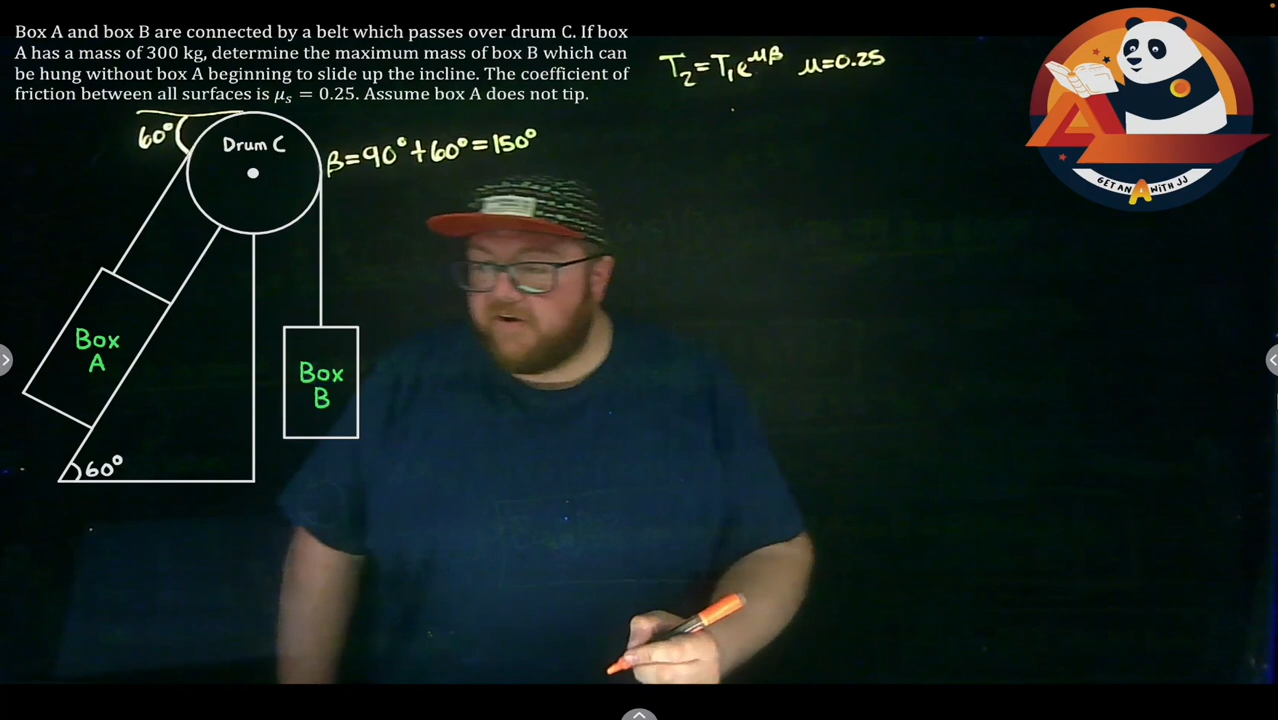 Box A and box B are connected by a belt which passes over drum C. If box
A has a mass of 300 kg, determine the maximum mass of box B which can
be hung without box A beginning to slide up the incline. The coefficient of
friction between all surfaces is μₛ = 0.25. Assume box A does not tip.
T₂=T₁e^μβ μ=0.25
60°
Drum C
β=90°+60°=150°
Box
A
Box
B
60°
GET AN A WITH JJ